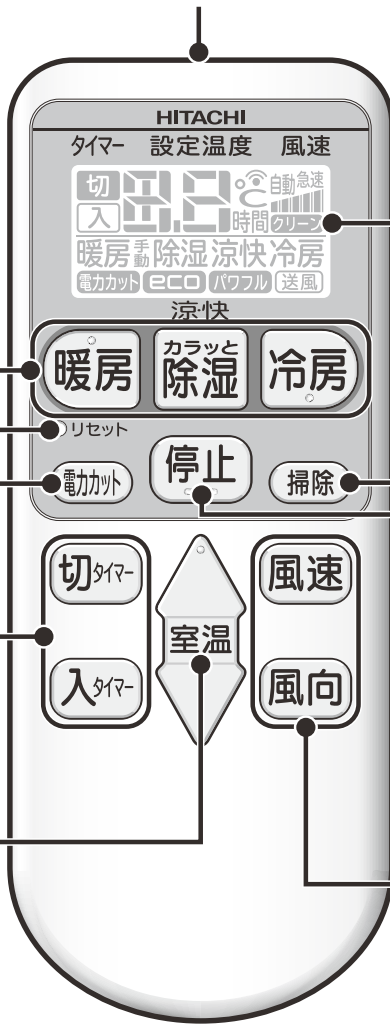 HITACHI
タイマー 設定温度 風速
切 8.8 ℃ 自動 急速
入 時間 クリーン
暖房 手動 除湿 涼快 冷房
電力カット eco パワフル 送風
涼・快
暖房 カラッと除湿 冷房
リセット
電力カット 停止 掃除
切タイマー 風速
室温
入タイマー 風向